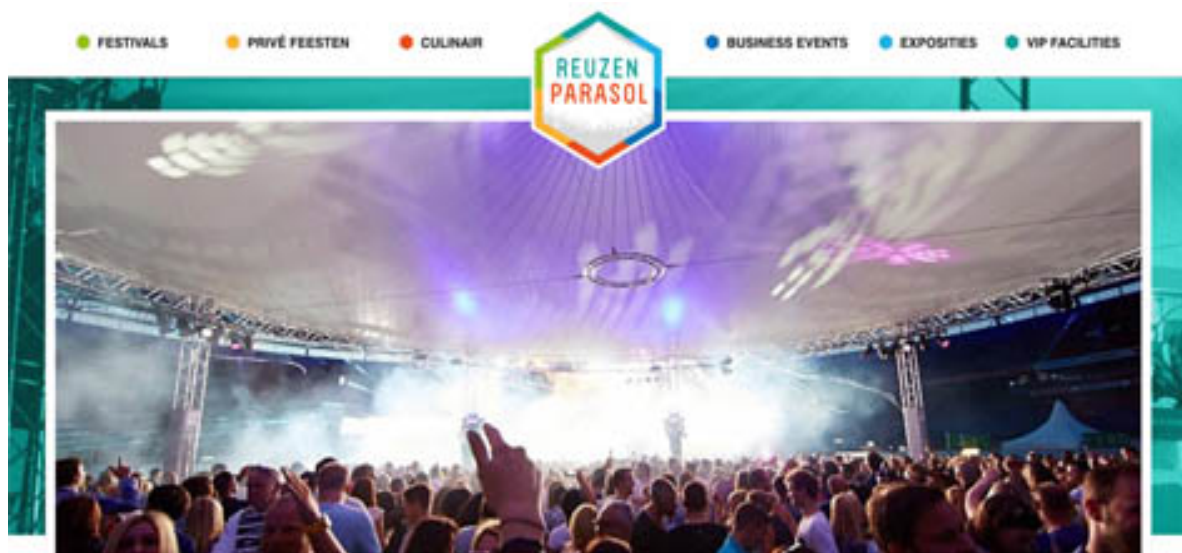 FESTIVALS
PRIVÉ FEESTEN
CULINAIR
REUZEN
PARASOL
BUSINESS EVENTS
EXPOSITIES
VIP FACILITIES